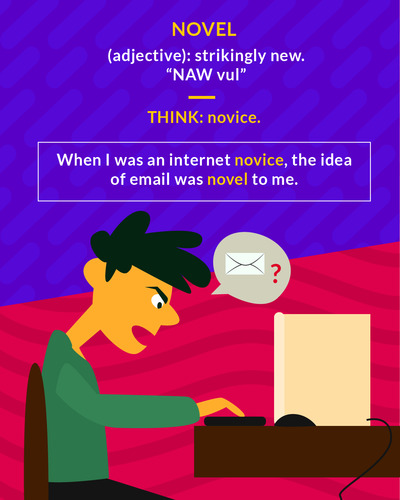 NOVEL
(adjective): strikingly new.
“NAW vul”
THINK: novice.
When I was an internet novice, the idea
of email was novel to me.
?